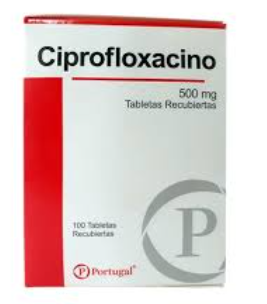 Ciprofloxacino
500 mg
Tabletas Recubiertas
100 Tabletas
Recubiertas
P Portugal®
P